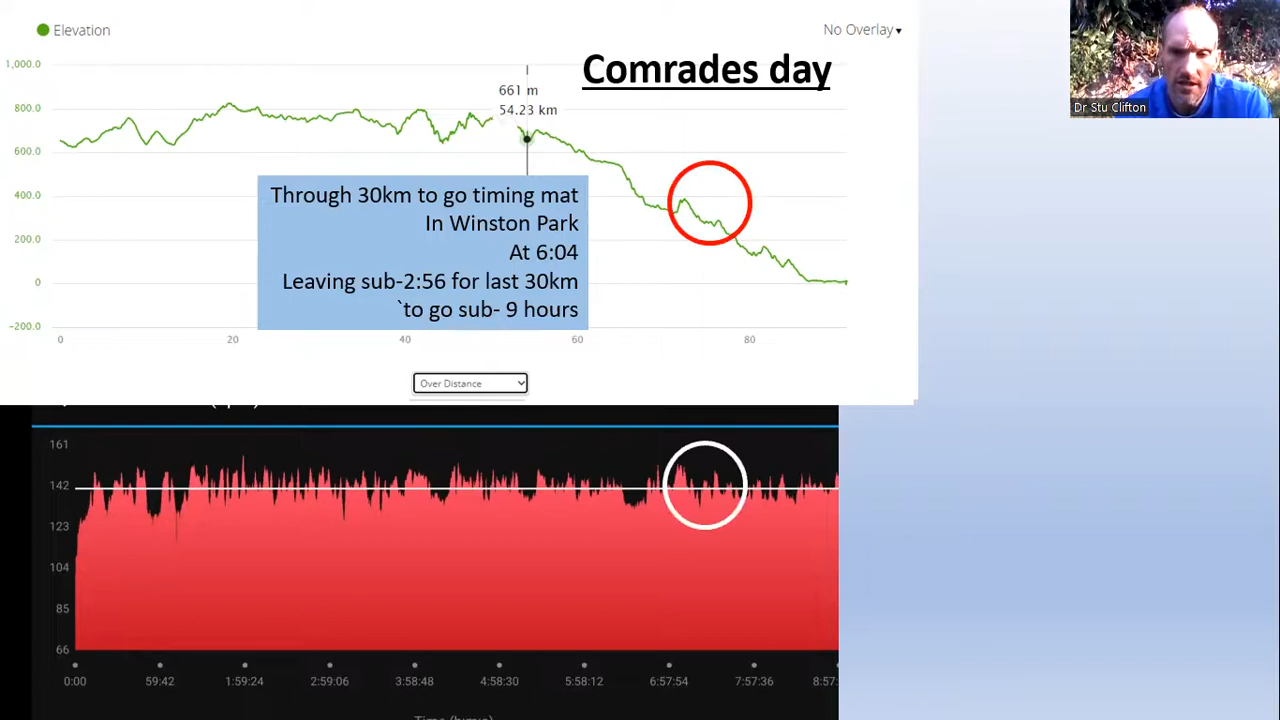 Elevation
No Overlay
Comrades day
1,000.0
661 m
800.0
54.23 km
600.0
400.0
200.0
0
-200.0
Through 30km to go timing mat
In Winston Park
At 6:04
Leaving sub-2:56 for last 30km
`to go sub- 9 hours
0 20 40 60 80
Over Distance
Dr Stu Clifton
161
142
123
104
85
66
0:00 59:42 1:59:24 2:59:06 3:58:48 4:58:30 5:58:12 6:57:54 7:57:36 8:57: